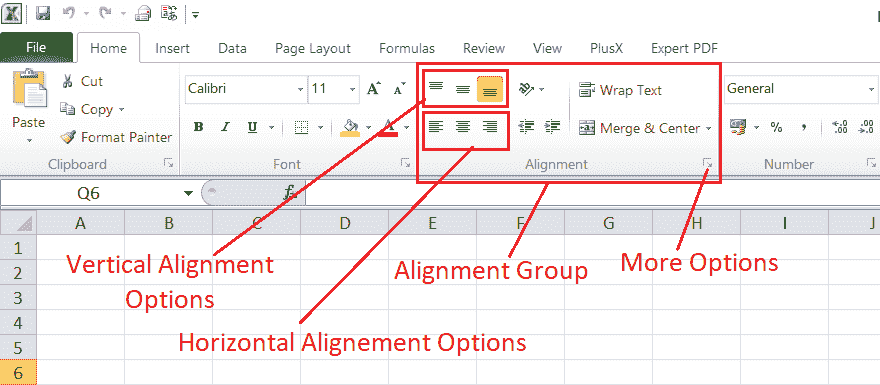 File Home Insert Data Page Layout Formulas Review View PlusX Expert PDF
Paste
Cut
Copy
Format Painter
Clipboard
Calibri 11 A A
B I U A
Font
Wrap Text
Merge & Center
Alignment
General
% , .00
Number
Q6 fx
A B C D E F G H I J
1
2
3
4
5
6
Vertical Alignment
Options
Horizontal Alignement Options
Alignment Group
More Options